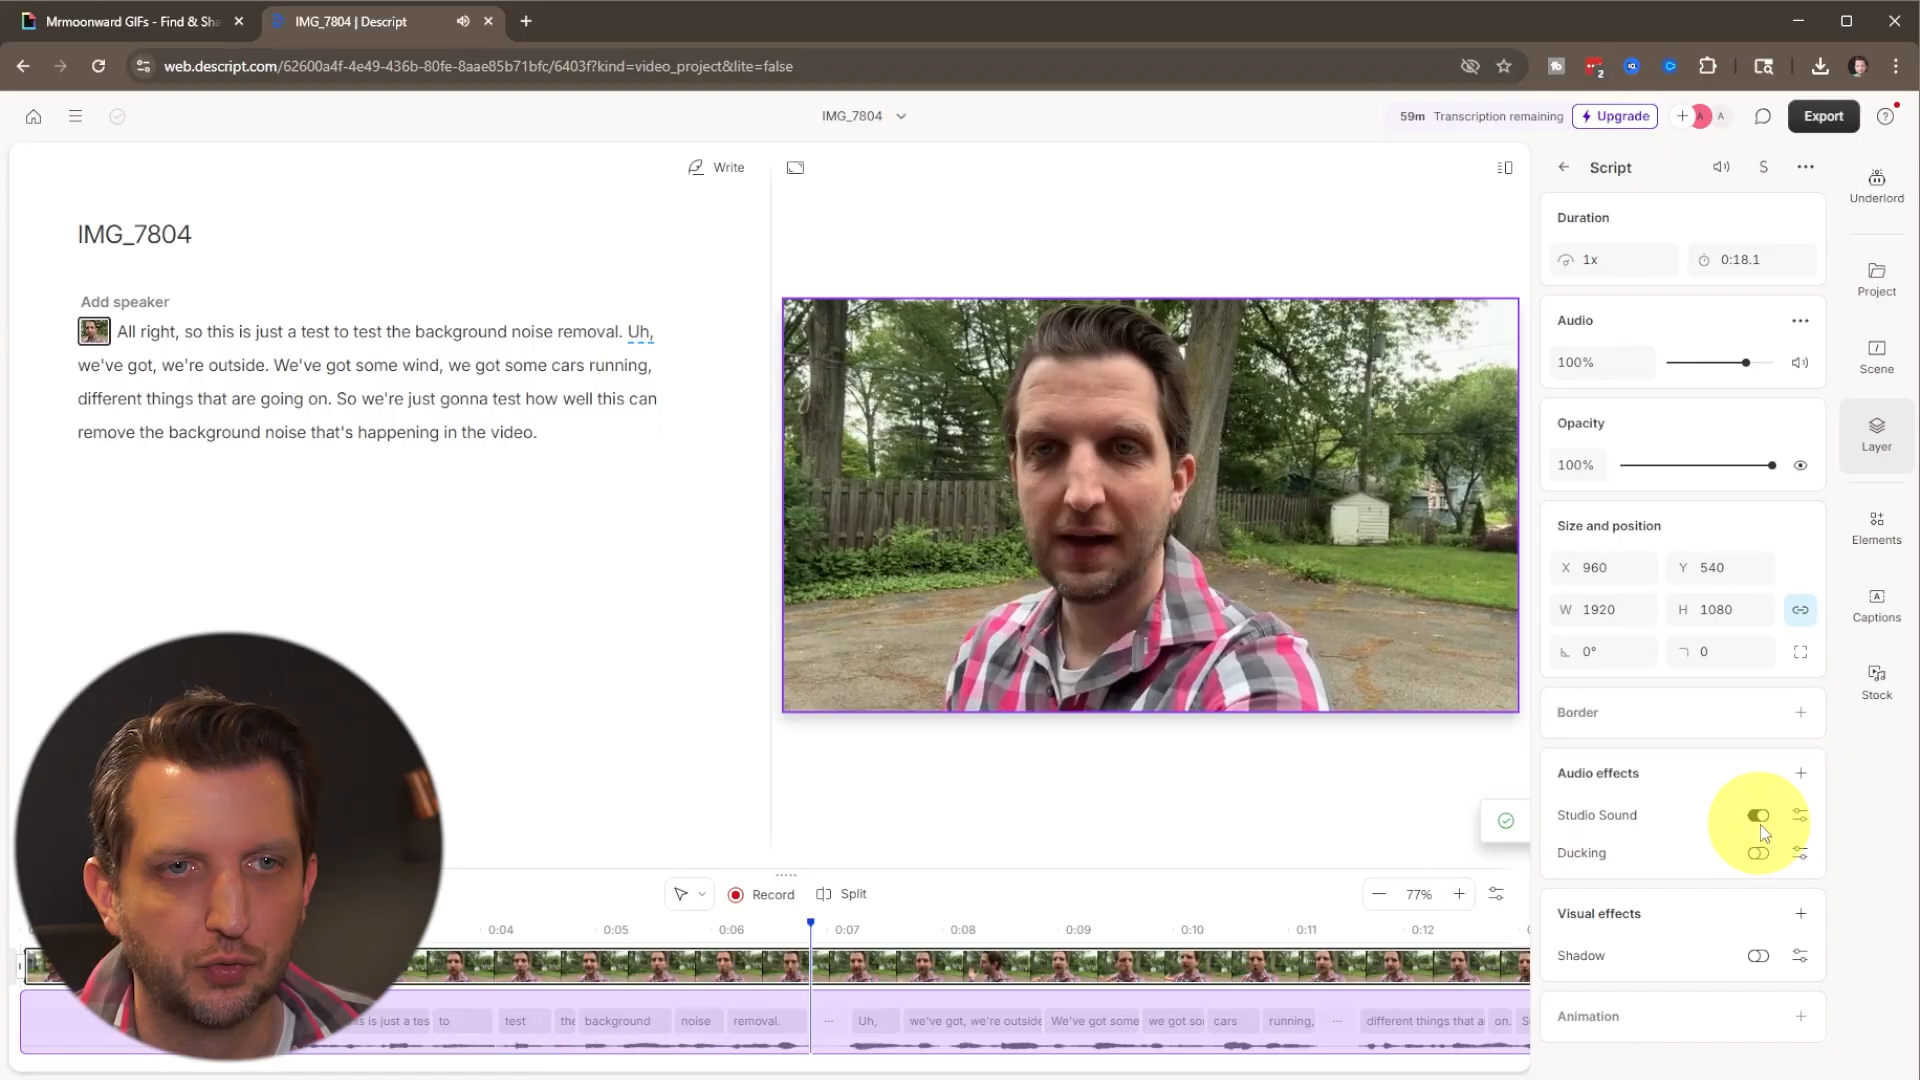 Mrmoonward GIFs - Find & Sha
IMG_7804 | Descript
web.descript.com/62600a4f-4e49-436b-80fe-8aae85b71bfc/6403f?kind=video_project&lite=false
2
IMG_7804
59m Transcription remaining
Upgrade
A
A
Export
Write
Script
S
Underlord
IMG_7804
Duration
1x
0:18.1
Project
Add speaker
All right, so this is just a test to test the background noise removal. Uh,
we've got, we're outside. We've got some wind, we got some cars running,
different things that are going on. So we're just gonna test how well this can
remove the background noise that's happening in the video.
Audio
100%
Scene
Opacity
100%
Layer
Size and position
X 960
Y 540
Elements
W 1920
H 1080
Captions
0°
0
Stock
Border
Audio effects
Studio Sound
Ducking
Record
Split
77%
Visual effects
0:04 0:05 0:06 0:07 0:08 0:09 0:10 0:11 0:12
Shadow
is is just a tes to test the background noise removal. ... Uh, we've got, we're outside We've got some we got so cars running, ... different things that a on. S
Animation